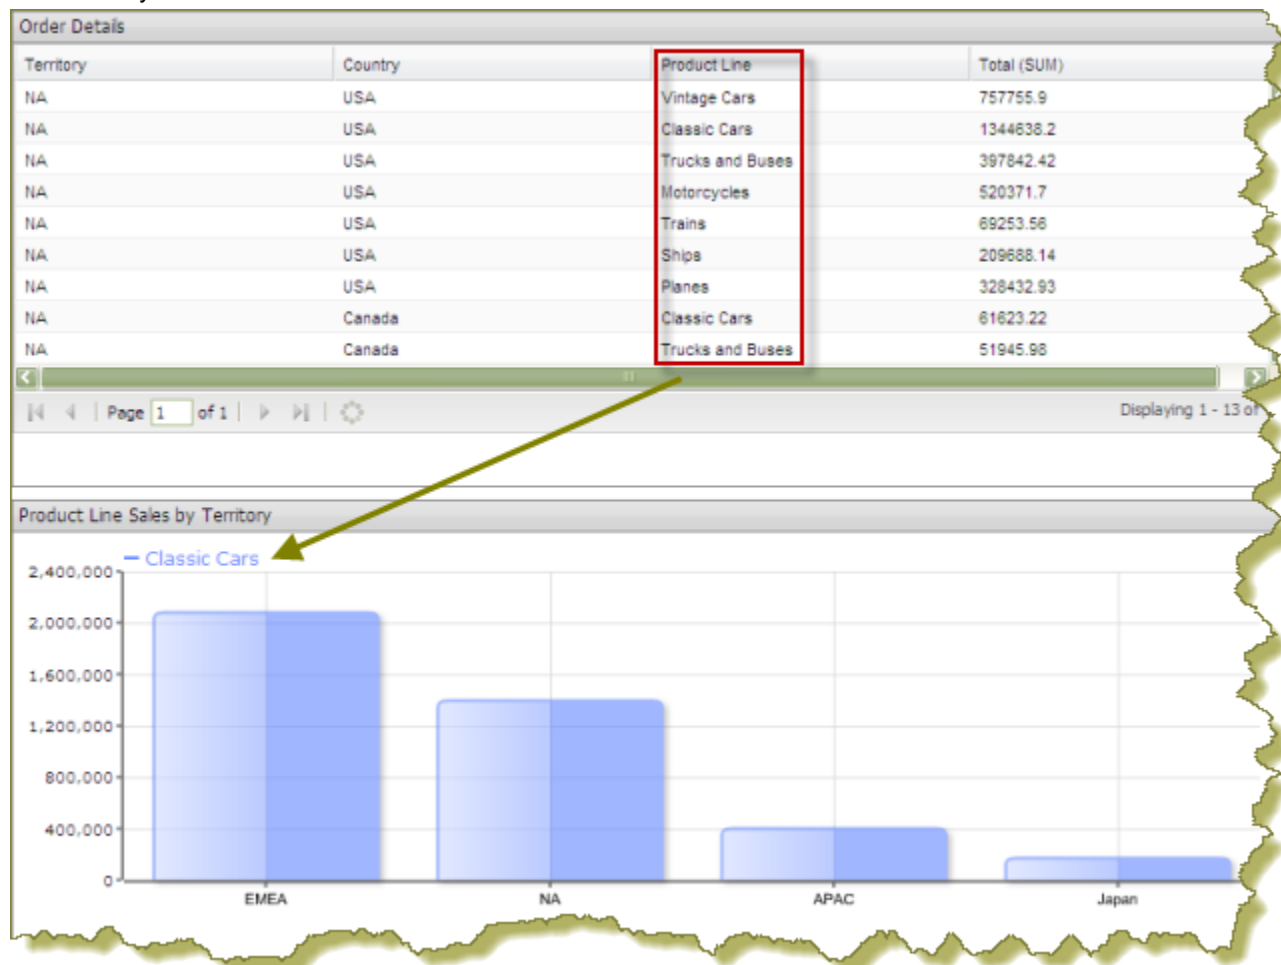 Order Details
Territory Country Product Line Total (SUM)
NA USA Vintage Cars 757755.9
NA USA Classic Cars 1344638.2
NA USA Trucks and Buses 397842.42
NA USA Motorcycles 520371.7
NA USA Trains 69253.56
NA USA Ships 209688.14
NA USA Planes 328432.93
NA Canada Classic Cars 61623.22
NA Canada Trucks and Buses 51945.98
Page 1 of 1 Displaying 1 - 13 of
Product Line Sales by Territory
Classic Cars
2,400,000
2,000,000
1,600,000
1,200,000
800,000
400,000
0
EMEA NA APAC Japan